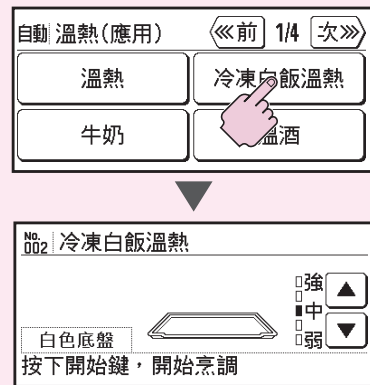 自動 溫熱(應用) 前 1/4 次
溫熱 冷凍白飯溫熱
牛奶 溫酒
No. 002 冷凍白飯溫熱
強
中
弱
白色底盤
按下開始鍵，開始烹調